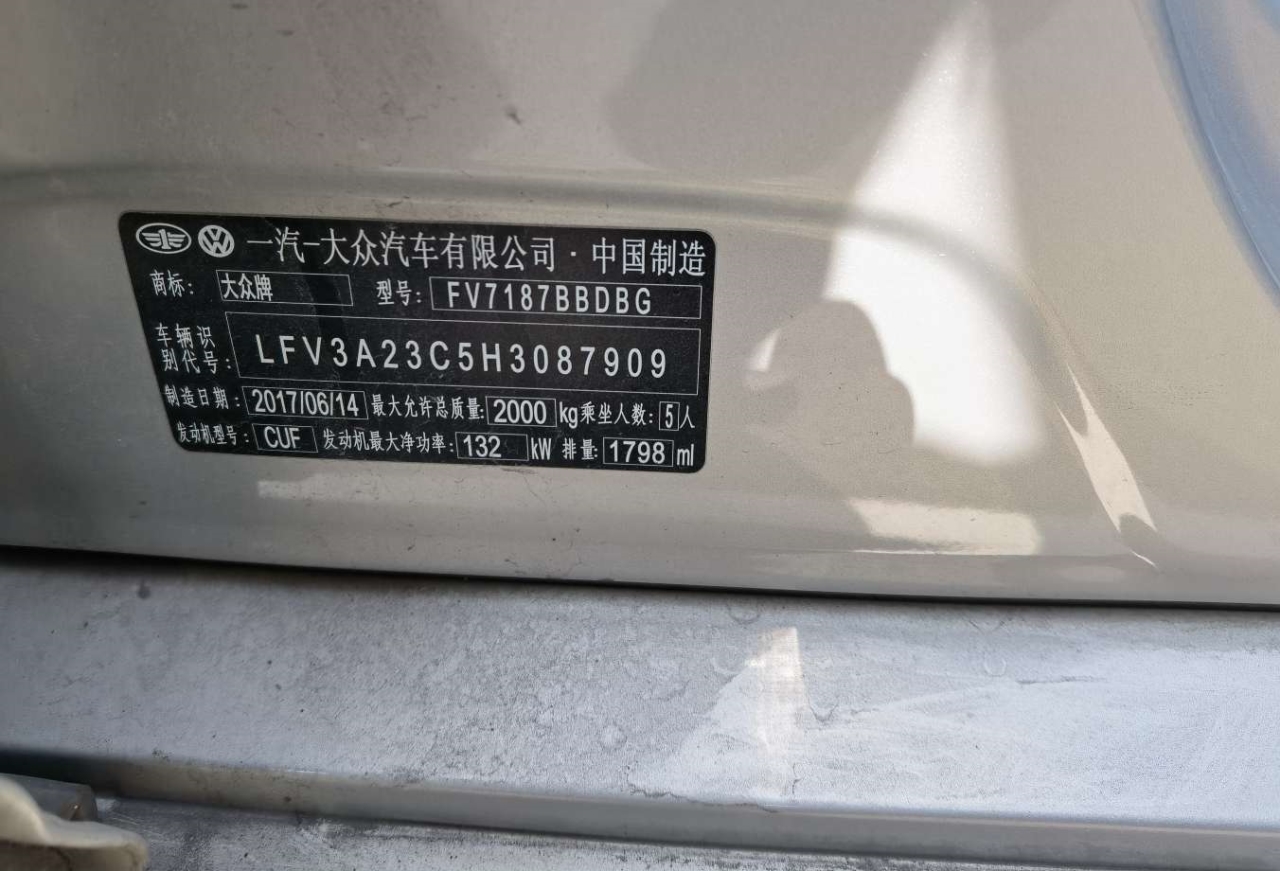 一汽-大众汽车有限公司·中国制造
商标: 大众牌 型号: FV7187BBDBG
车辆识别代号: LFV3A23C5H3087909
制造日期: 2017/06/14 最大允许总质量: 2000 kg 乘坐人数: 5 人
发动机型号: CUF 发动机最大净功率: 132 kW 排量: 1798 ml